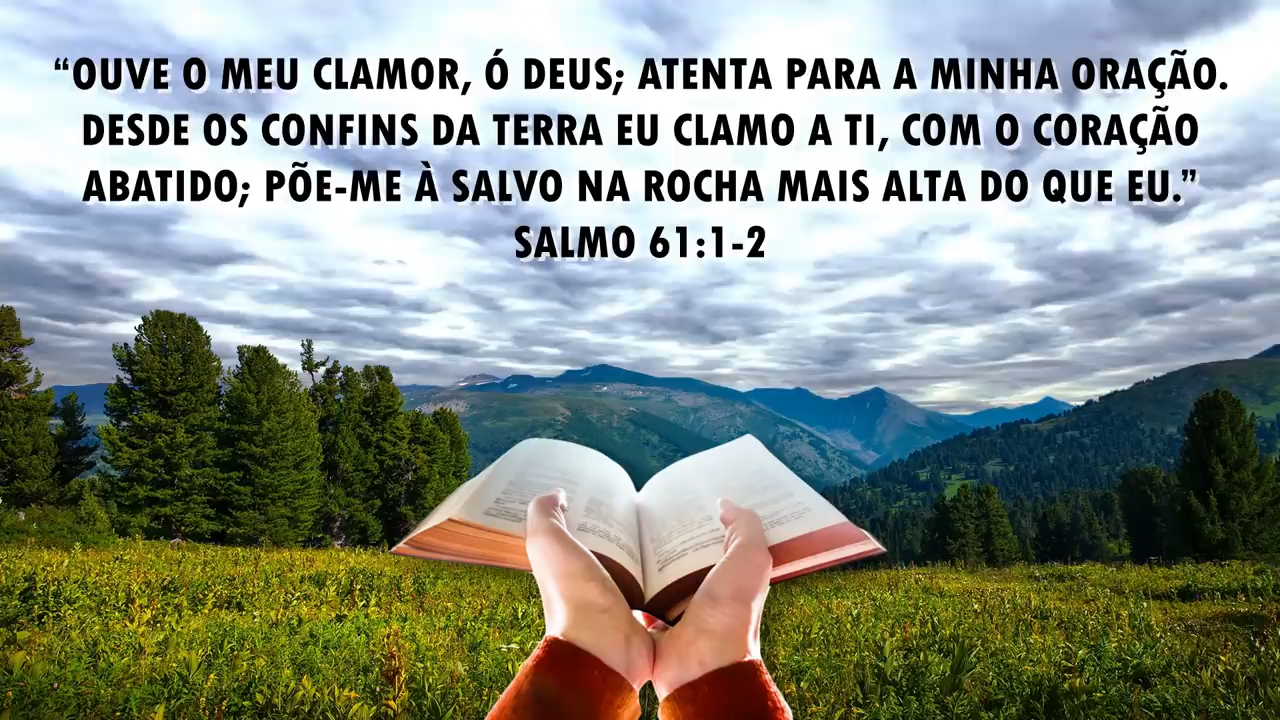 “OUVE O MEU CLAMOR, Ó DEUS; ATENTA PARA A MINHA ORAÇÃO.
DESDE OS CONFINS DA TERRA EU CLAMO A TI, COM O CORAÇÃO
ABATIDO; PÕE-ME À SALVO NA ROCHA MAIS ALTA DO QUE EU.”
SALMO 61:1-2